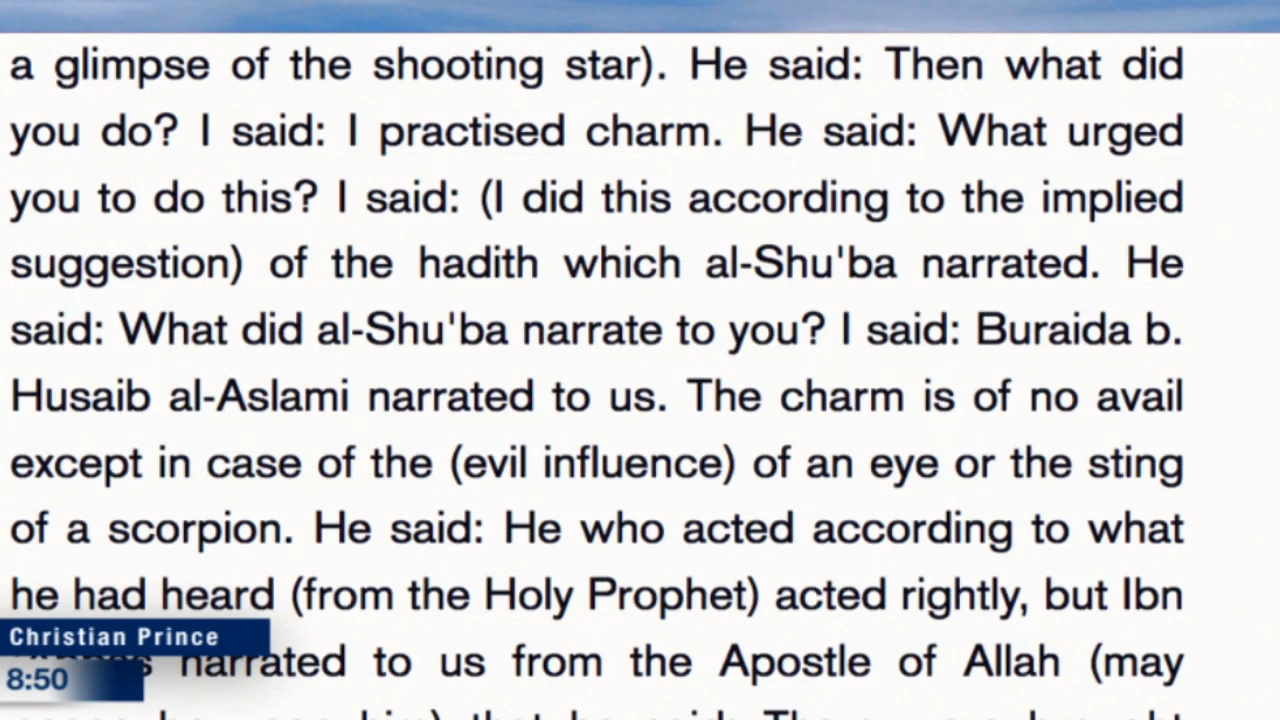 a glimpse of the shooting star). He said: Then what did
you do? I said: I practised charm. He said: What urged
you to do this? I said: (I did this according to the implied
suggestion) of the hadith which al-Shu'ba narrated. He
said: What did al-Shu'ba narrate to you? I said: Buraida b.
Husaib al-Aslami narrated to us. The charm is of no avail
except in case of the (evil influence) of an eye or the sting
of a scorpion. He said: He who acted according to what
he had heard (from the Holy Prophet) acted rightly, but Ibn
narrated to us from the Apostle of Allah (may
Christian Prince
8:50